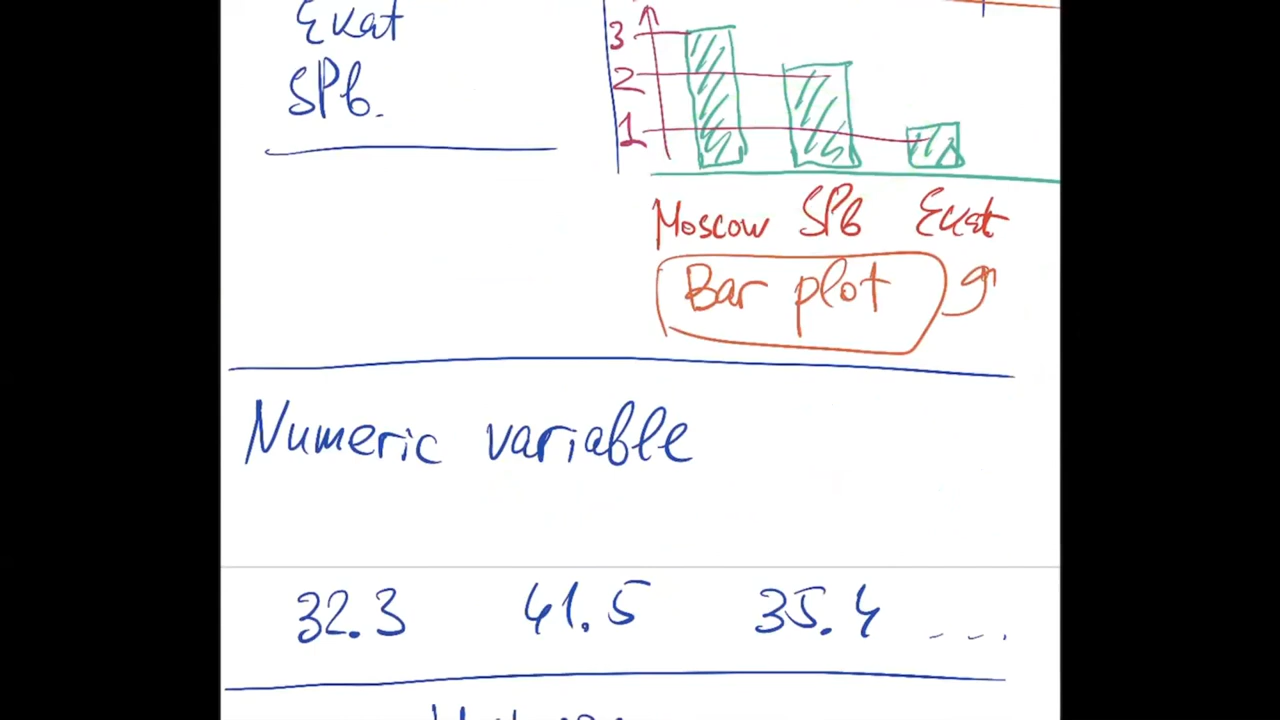 Ekat
SPb.
3
2
1
Moscow SPb Ekat
Bar plot
Numeric variable
32.3 41.5 35.4 ...